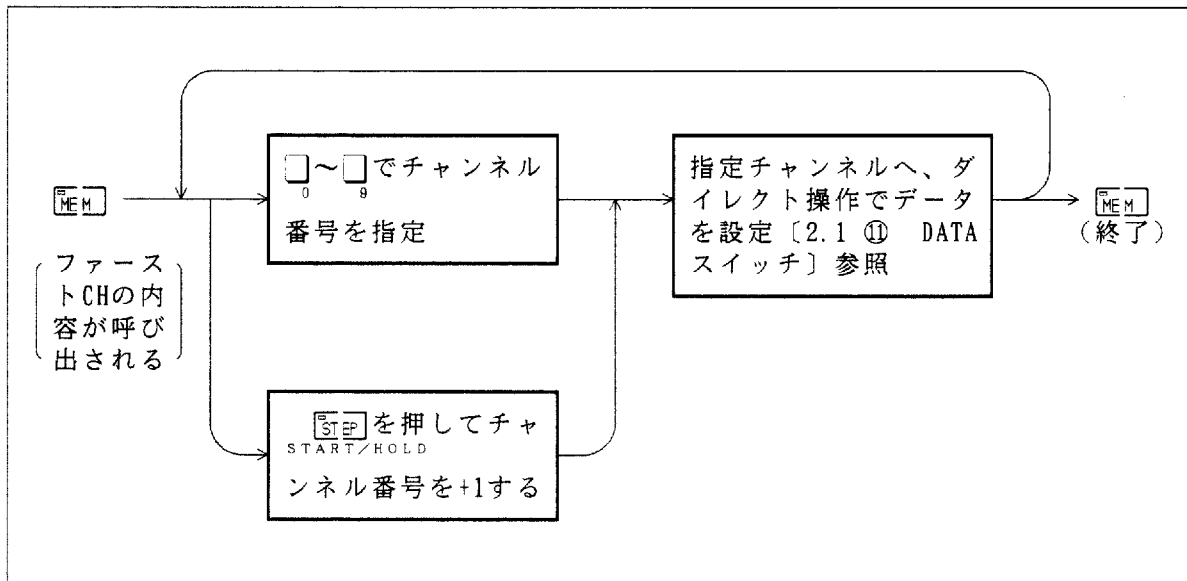 MEM
ファース
トCHの内
容が呼び
出される
□～□でチャンネル
0 9
番号を指定
STEPを押してチャ
START/HOLD
ンネル番号を+1する
指定チャンネルへ、ダ
イレクト操作でデータ
を設定〔2.1 ⑪ DATA
スイッチ〕参照
MEM
(終了)